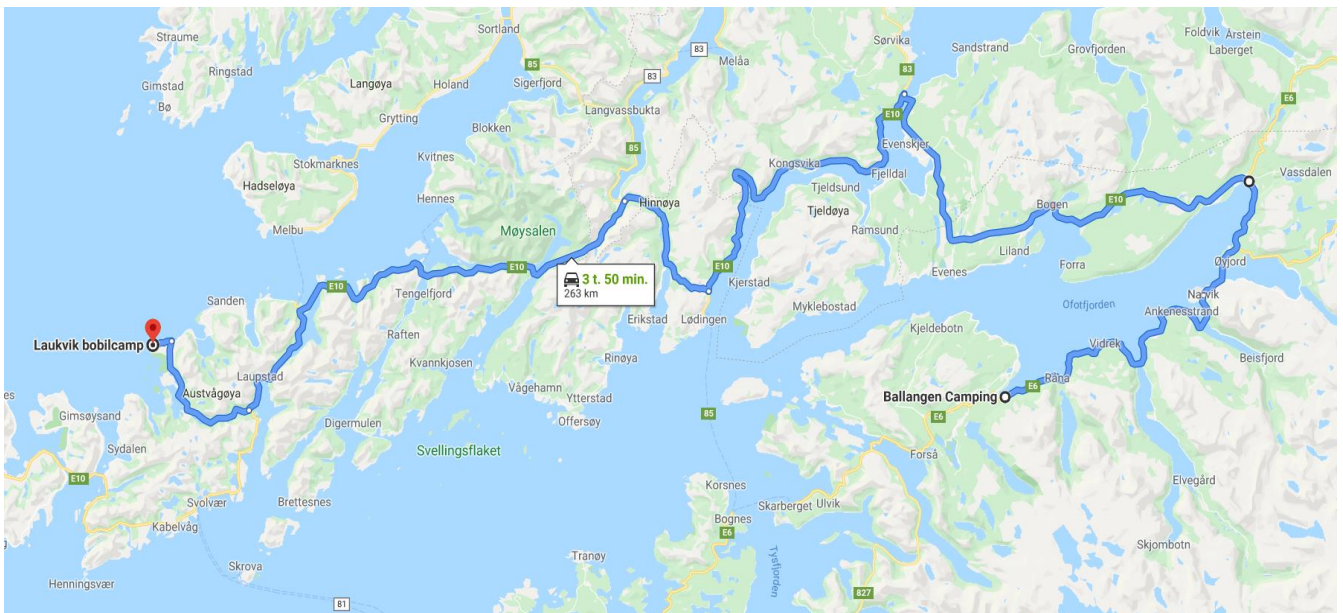 Straume
Sortland
85
83
Melåa
Sørvika
Sandstrand
Grovfjorden
Foldvik
Årstein
Laberget
Ringstad
Gimstad
Bø
Langøya
Holand
Sigerfjord
83
83
E6
Grytting
Langvassbukta
E10
Blokken
85
Evenskjer
Stokmarknes
Kvitnes
Kongsvika
Fjelldal
Vassdalen
Hadseløya
Hennes
Hinnøya
Tjeldsund
Tjeldøya
Bogen
E10
Melbu
Møysalen
Ramsund
Liland
E10
E10
3 t. 50 min.
263 km
E10
Kjerstad
Evenes
Forra
Øyjord
Sanden
Tengelfjord
Myklebostad
Ofotfjorden
Narvik
Ankenesstrand
Erikstad
Lødingen
Raften
Kjeldebotn
Laukvik bobilcamp
Kvannkjosen
Rinøya
Vidrek
Beisfjord
Laupstad
Austvågøya
Vågehamn
Ytterstad
Råna
E6
Ballangen Camping
Gimsøysand
Digermulen
Offersøy
85
E6
Sydalen
Svellingsflaket
Forså
E10
Elvegård
Brettesnes
Korsnes
Svolvær
Skarberget
Ulvik
Kabelvåg
Bognes
E6
Skjombotn
Tranøy
Tysfjorden
Henningsvær
Skrova
827
81